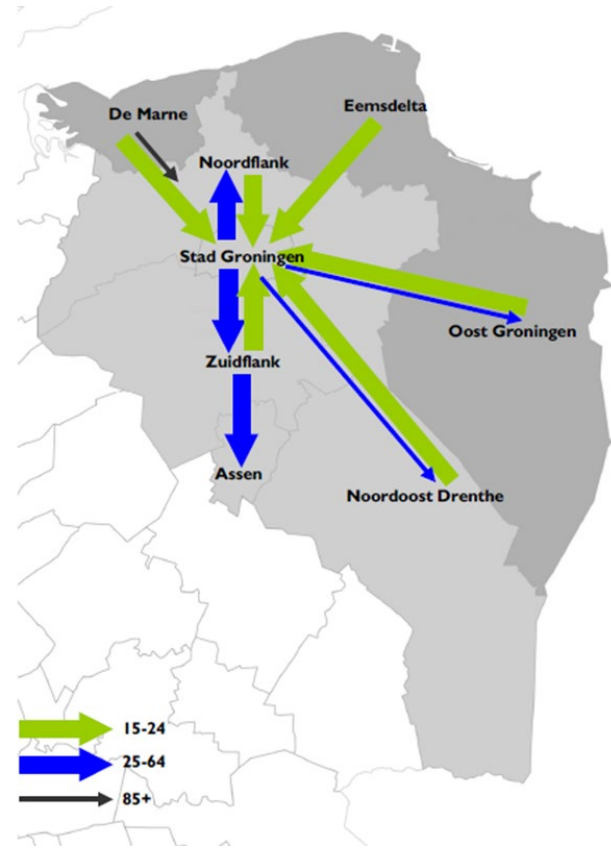 De Marne
Eemsdelta
Noordflank
Stad Groningen
Oost Groningen
Zuidflank
Assen
Noordoost Drenthe
15-24
25-64
85+